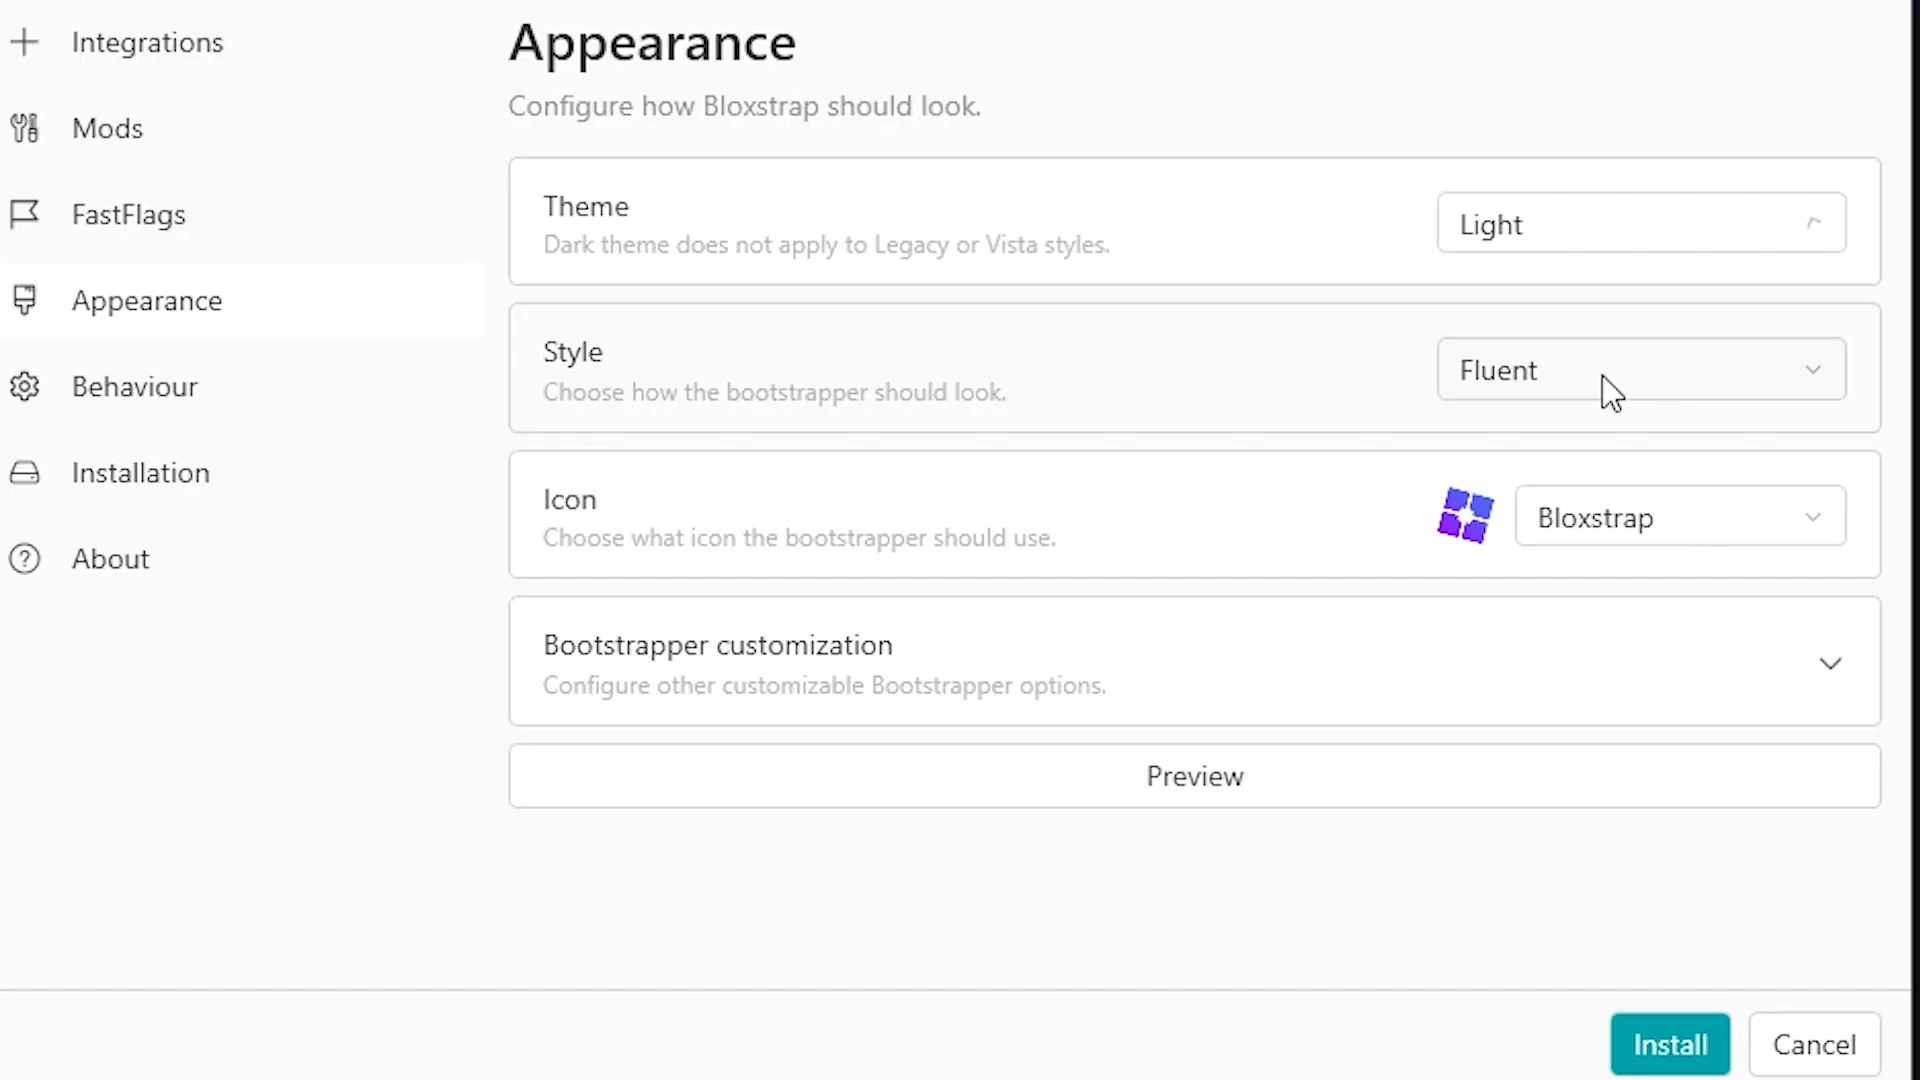 Integrations
Mods
FastFlags
Appearance
Behaviour
Installation
About
Appearance
Configure how Bloxstrap should look.
Theme
Dark theme does not apply to Legacy or Vista styles.
Light
Style
Choose how the bootstrapper should look.
Fluent
Icon
Choose what icon the bootstrapper should use.
Bloxstrap
Bootstrapper customization
Configure other customizable Bootstrapper options.
Preview
Install
Cancel